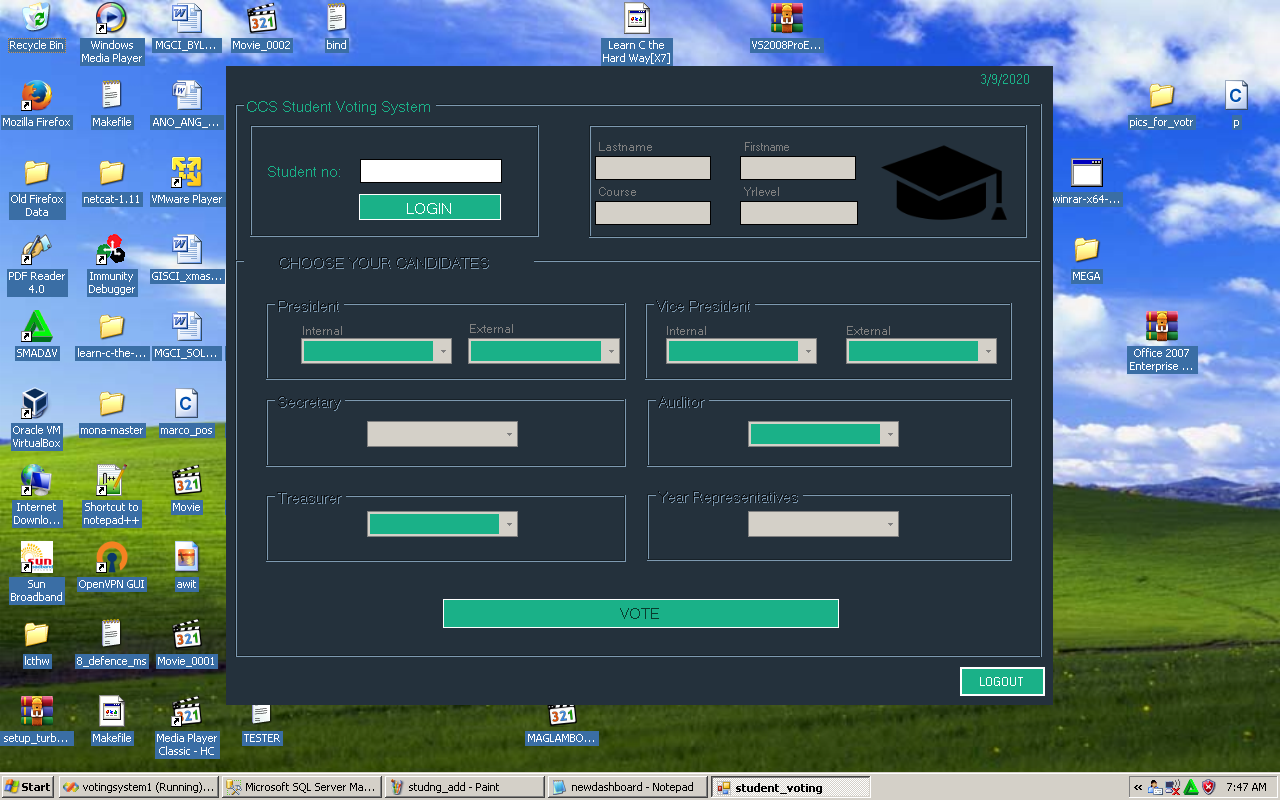 Recycle Bin
Windows
Media Player
MGCI_BYL...
Movie_0002
bind
Learn C the
Hard Way[X7]
VS2008ProE...
Mozilla Firefox
Makefile
ANO_ANG_...
pics_for_votr
p
Old Firefox
Data
netcat-1.11
VMware Player
winrar-x64-...
PDF Reader
4.0
Immunity
Debugger
GISCI_xmas...
MEGA
SMADΔV
learn-c-the-...
MGCI_SOL...
Office 2007
Enterprise ...
Oracle VM
VirtualBox
mona-master
marco_pos
Internet
Downlo...
Shortcut to
notepad++
Movie
Sun
Broadband
OpenVPN GUI
awit
lcthw
8_defence_ms
Movie_0001
setup_turb...
Makefile
Media Player
Classic - HC
TESTER
MAGLAMBO...
3/9/2020
CCS Student Voting System
Student no:
LOGIN
Lastname
Firstname
Course
Yrlevel
CHOOSE YOUR CANDIDATES
President
Internal
External
Vice President
Internal
External
Secretary
Auditor
Treasurer
Year Representatives
VOTE
LOGOUT
Start
votingsystem1 (Running)...
Microsoft SQL Server Ma...
studng_add - Paint
newdashboard - Notepad
student_voting
7:47 AM